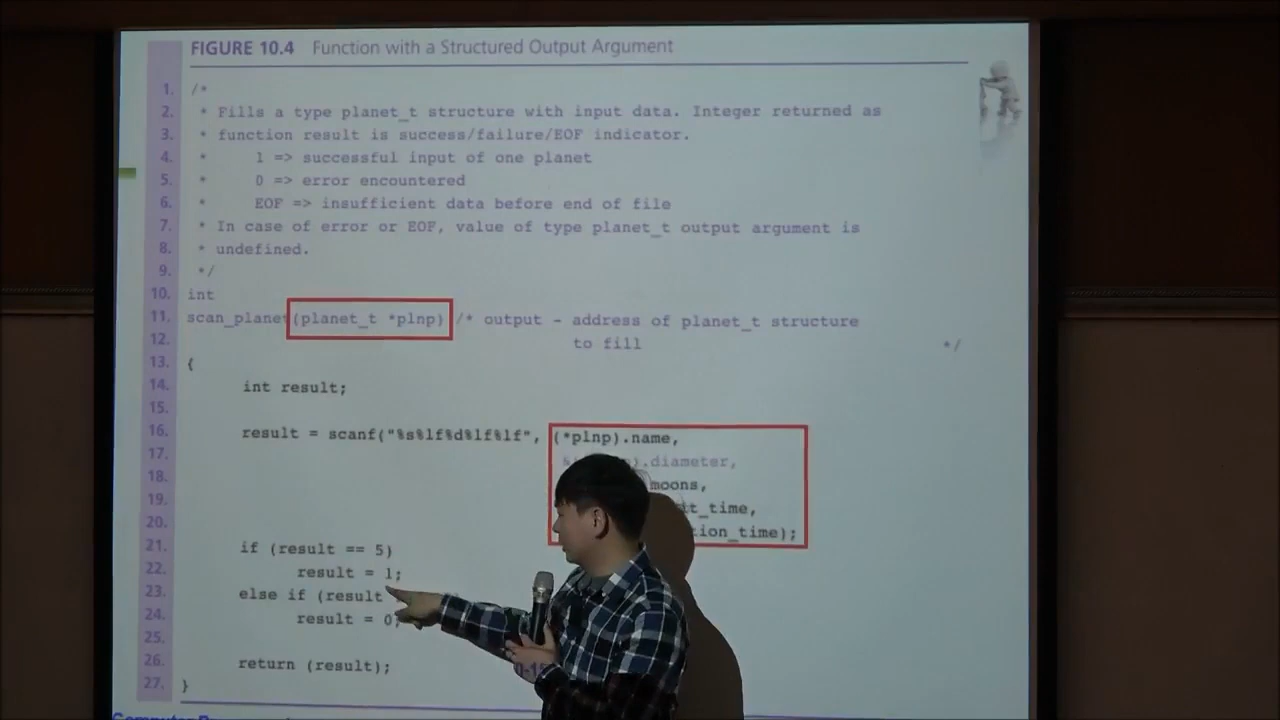 FIGURE 10.4 Function with a Structured Output Argument
1. /*
2. * Fills a type planet_t structure with input data. Integer returned as
3. * function result is success/failure/EOF indicator.
4. * 1 => successful input of one planet
5. * 0 => error encountered
6. * EOF => insufficient data before end of file
7. * In case of error or EOF, value of type planet_t output argument is
8. * undefined.
9. */
10. int
11. scan_planet(planet_t *plnp) /* output - address of planet_t structure
12. to fill */
13. {
14. int result;
15.
16. result = scanf("%s%lf%d%lf%lf", (*plnp).name,
17. ).diameter,
18. moons,
19. it_time,
20. tion_time);
21. if (result == 5)
22. result = 1;
23. else if (result
24. result = 0;
25.
26. return (result);
27. }